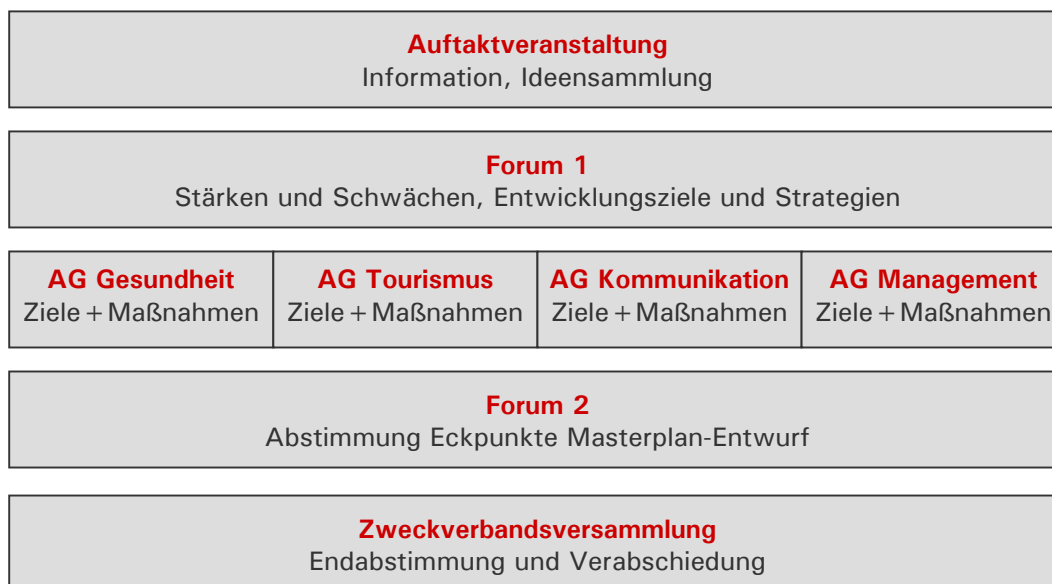 Auftaktveranstaltung
Information, Ideensammlung
Forum 1
Stärken und Schwächen, Entwicklungsziele und Strategien
AG Gesundheit
Ziele + Maßnahmen
AG Tourismus
Ziele + Maßnahmen
AG Kommunikation
Ziele + Maßnahmen
AG Management
Ziele + Maßnahmen
Forum 2
Abstimmung Eckpunkte Masterplan-Entwurf
Zweckverbandsversammlung
Endabstimmung und Verabschiedung